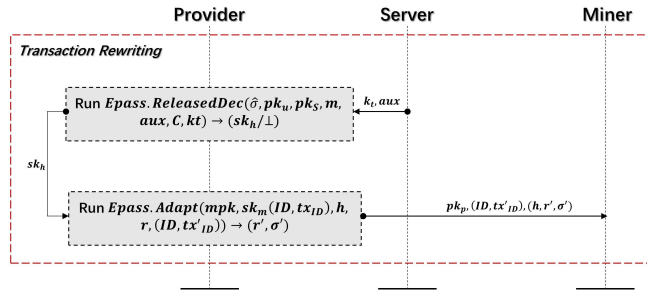 Provider Server Miner
Transaction Rewriting
Run Epass.ReleasedDec(σ̂, pk_u, pk_S, m,
aux, C, kt) → (sk_h/⊥)
k_t, aux
sk_h
Run Epass.Adapt(mpk, sk_m(ID, tx_ID), h,
r, (ID, tx'_ID)) → (r', σ')
pk_p, (ID, tx'_ID), (h, r', σ')